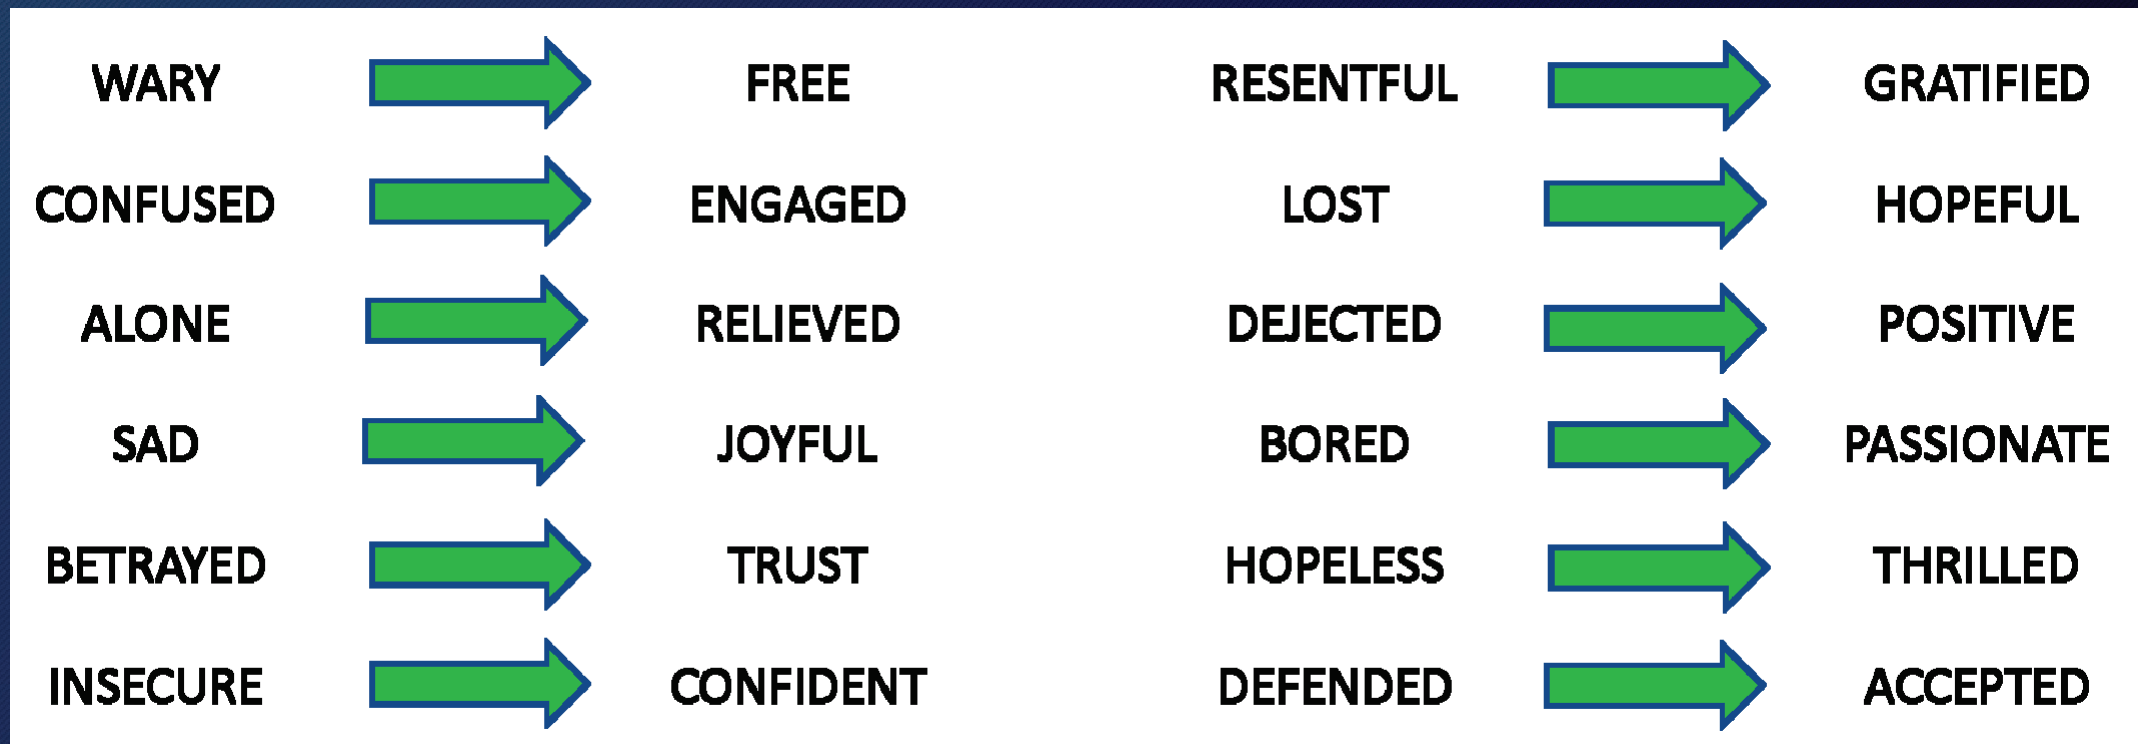 WARY FREE RESENTFUL GRATIFIED
CONFUSED ENGAGED LOST HOPEFUL
ALONE RELIEVED DEJECTED POSITIVE
SAD JOYFUL BORED PASSIONATE
BETRAYED TRUST HOPELESS THRILLED
INSECURE CONFIDENT DEFENDED ACCEPTED